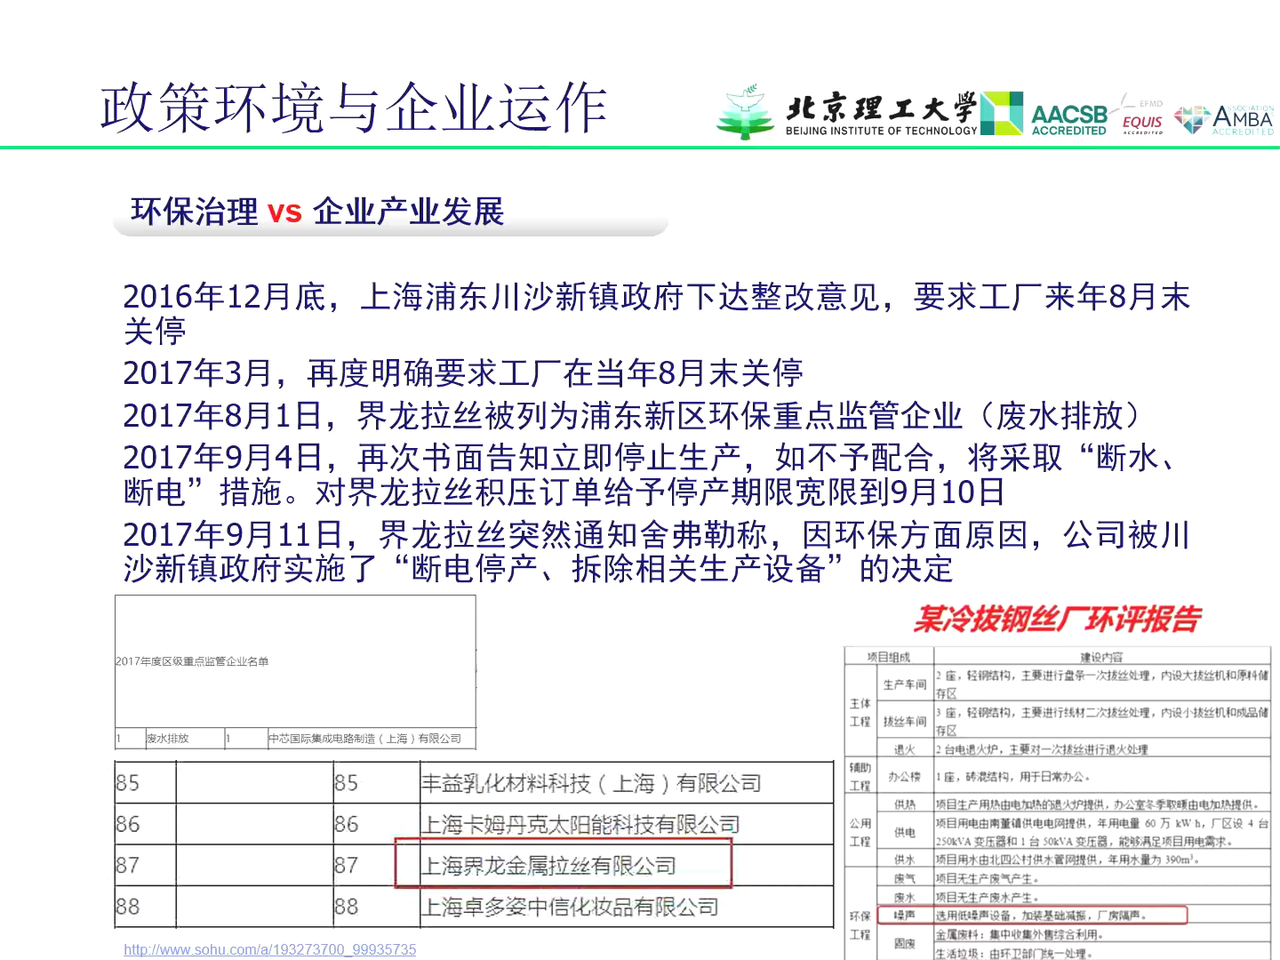 政策环境与企业运作
北京理工大学
BEIJING INSTITUTE OF TECHNOLOGY
AACSB
ACCREDITED
EFMD
EQUIS
ACCREDITED
ASSOCIATION
AMBA
ACCREDITED
环保治理 vs 企业产业发展
2016年12月底，上海浦东川沙新镇政府下达整改意见，要求工厂来年8月末
关停
2017年3月，再度明确要求工厂在当年8月末关停
2017年8月1日，界龙拉丝被列为浦东新区环保重点监管企业（废水排放）
2017年9月4日，再次书面告知立即停止生产，如不予配合，将采取“断水、
断电”措施。对界龙拉丝积压订单给予停产期限宽限到9月10日
2017年9月11日，界龙拉丝突然通知舍弗勒称，因环保方面原因，公司被川
沙新镇政府实施了“断电停产、拆除相关生产设备”的决定
2017年度区级重点监管企业名单
1 废水排放 1 中芯国际集成电路制造（上海）有限公司
85 85 丰益乳化材料科技（上海）有限公司
86 86 上海卡姆丹克太阳能科技有限公司
87 87 上海界龙金属拉丝有限公司
88 88 上海卓多姿中信化妆品有限公司
http://www.sohu.com/a/193273700_99935735
某冷拔钢丝厂环评报告
项目组成 建设内容
主体工程 生产车间 2 座，轻钢结构，主要进行盘条一次拔丝处理，内设大拔丝机和原料储
存区
拔丝车间 3 座，轻钢结构，主要进行线材二次拔丝处理，内设小拔丝机和成品储
存区
退火 2 台电退火炉，主要对一次拔丝进行退火处理
辅助工程 办公楼 1 座，砖混结构，用于日常办公。
公用工程 供热 项目生产用热由电加热的退火炉提供，办公室冬季取暖由电加热提供。
供电 项目用电由南董镇供电电网提供，年用电量 60 万 kW·h，厂区设 4 台
250kVA 变压器和 1 台 50kVA 变压器，能够满足项目用电需求。
供水 项目用水由北四公村供水管网提供，年用水量为 390m³。
环保工程 废气 项目无生产废气产生。
废水 项目无生产废水产生。
噪声 选用低噪声设备，加装基础减振，厂房隔声。
固废 金属废料：集中收集外售综合利用。
生活垃圾：由环卫部门统一处理。